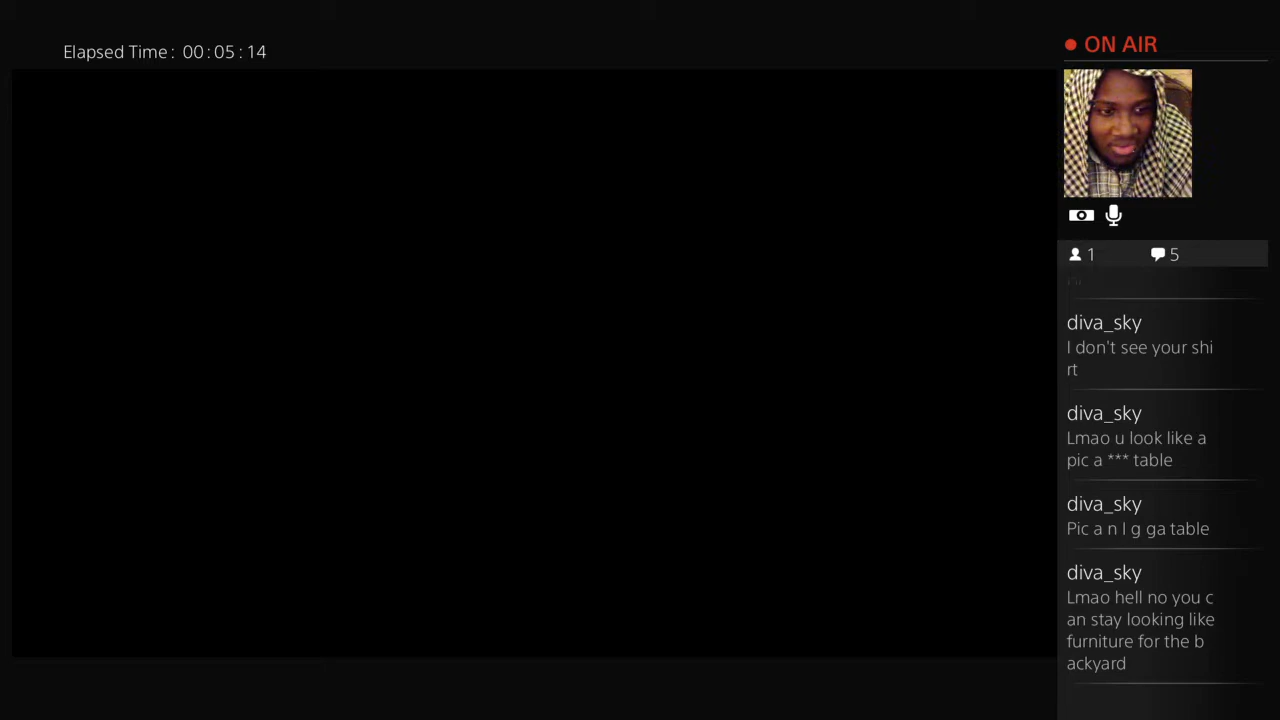 Elapsed Time: 00:05:14
ON AIR
1 5
diva_sky
I don't see your shi
rt
diva_sky
Lmao u look like a
pic a *** table
diva_sky
Pic a n I g ga table
diva_sky
Lmao hell no you c
an stay looking like
furniture for the b
ackyard